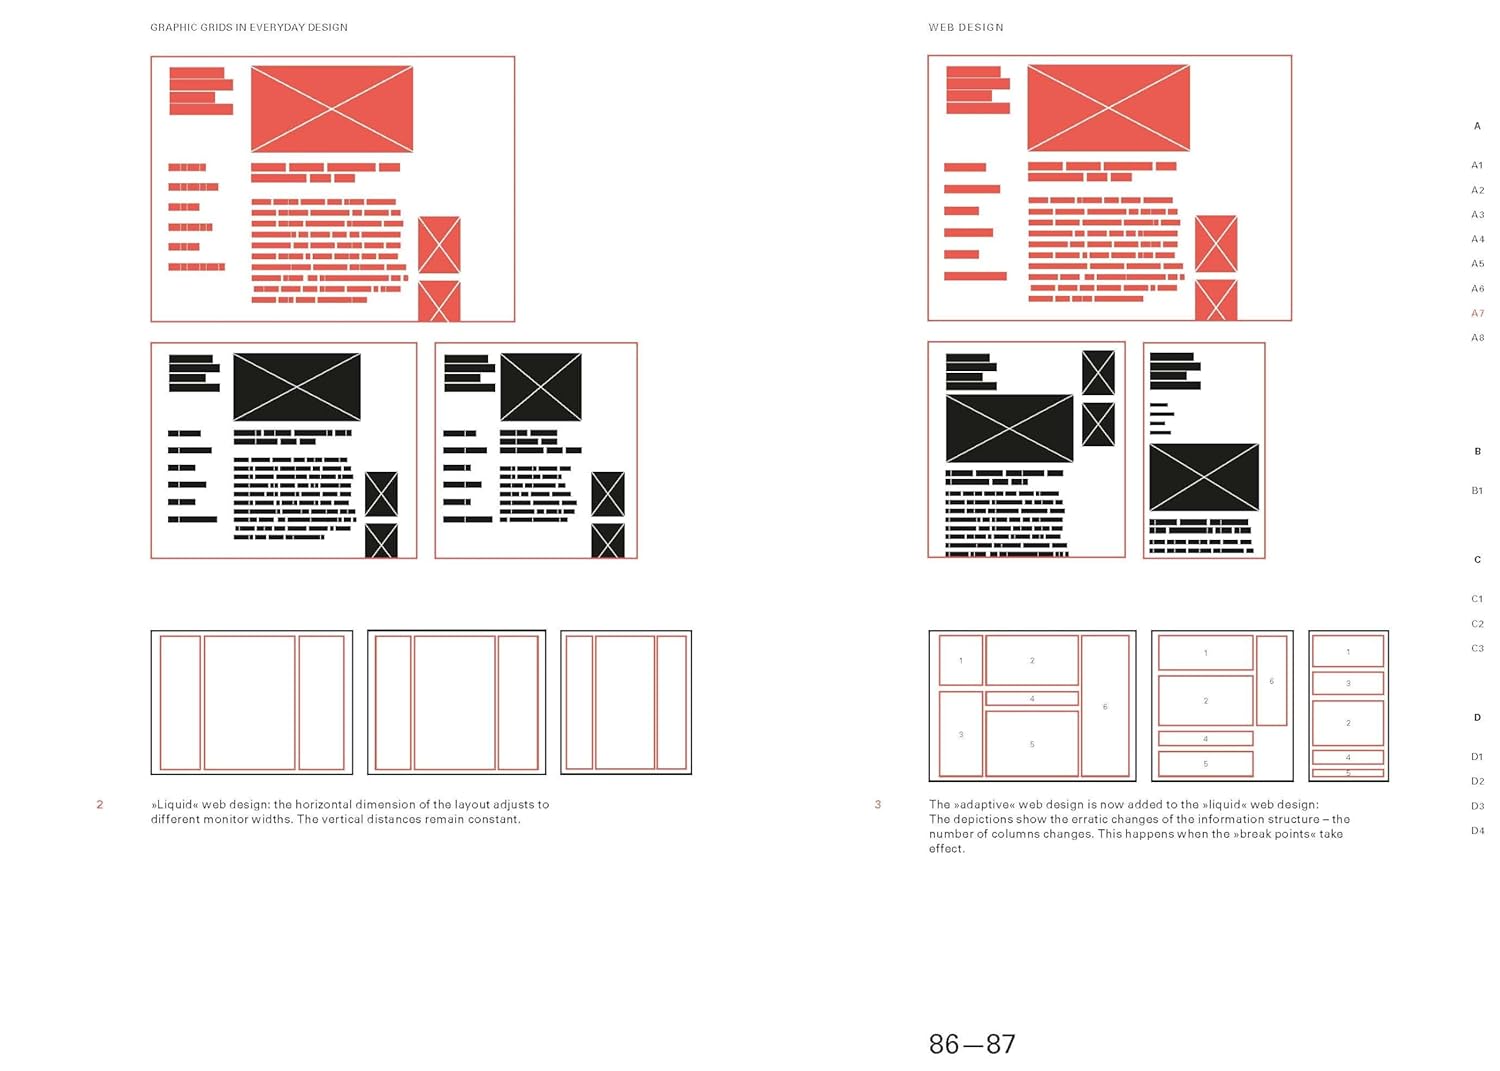 GRAPHIC GRIDS IN EVERYDAY DESIGN
2
»Liquid« web design: the horizontal dimension of the layout adjusts to
different monitor widths. The vertical distances remain constant.
WEB DESIGN
1
2
3
4
5
6
1
2
4
5
6
1
3
2
4
5
3
The »adaptive« web design is now added to the »liquid« web design:
The depictions show the erratic changes of the information structure – the
number of columns changes. This happens when the »break points« take
effect.
86—87
A
A1
A2
A3
A4
A5
A6
A7
A8
B
B1
C
C1
C2
C3
D
D1
D2
D3
D4